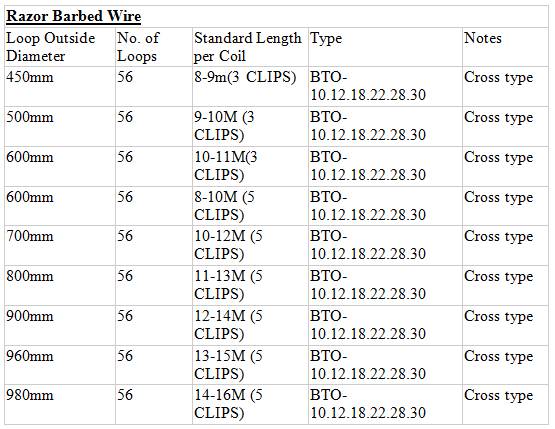 Razor Barbed Wire
Loop Outside Diameter	No. of Loops	Standard Length per Coil	Type	Notes
450mm	56	8-9m(3 CLIPS)	BTO-10.12.18.22.28.30	Cross type
500mm	56	9-10M (3 CLIPS)	BTO-10.12.18.22.28.30	Cross type
600mm	56	10-11M(3 CLIPS)	BTO-10.12.18.22.28.30	Cross type
600mm	56	8-10M (5 CLIPS)	BTO-10.12.18.22.28.30	Cross type
700mm	56	10-12M (5 CLIPS)	BTO-10.12.18.22.28.30	Cross type
800mm	56	11-13M (5 CLIPS)	BTO-10.12.18.22.28.30	Cross type
900mm	56	12-14M (5 CLIPS)	BTO-10.12.18.22.28.30	Cross type
960mm	56	13-15M (5 CLIPS)	BTO-10.12.18.22.28.30	Cross type
980mm	56	14-16M (5 CLIPS)	BTO-10.12.18.22.28.30	Cross type